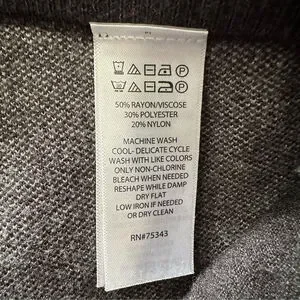 50% RAYON/VISCOSE
30% POLYESTER
20% NYLON
MACHINE WASH
COOL- DELICATE CYCLE
WASH WITH LIKE COLORS
ONLY NON-CHLORINE
BLEACH WHEN NEEDED
RESHAPE WHILE DAMP
DRY FLAT
LOW IRON IF NEEDED
OR DRY CLEAN
RN#75343